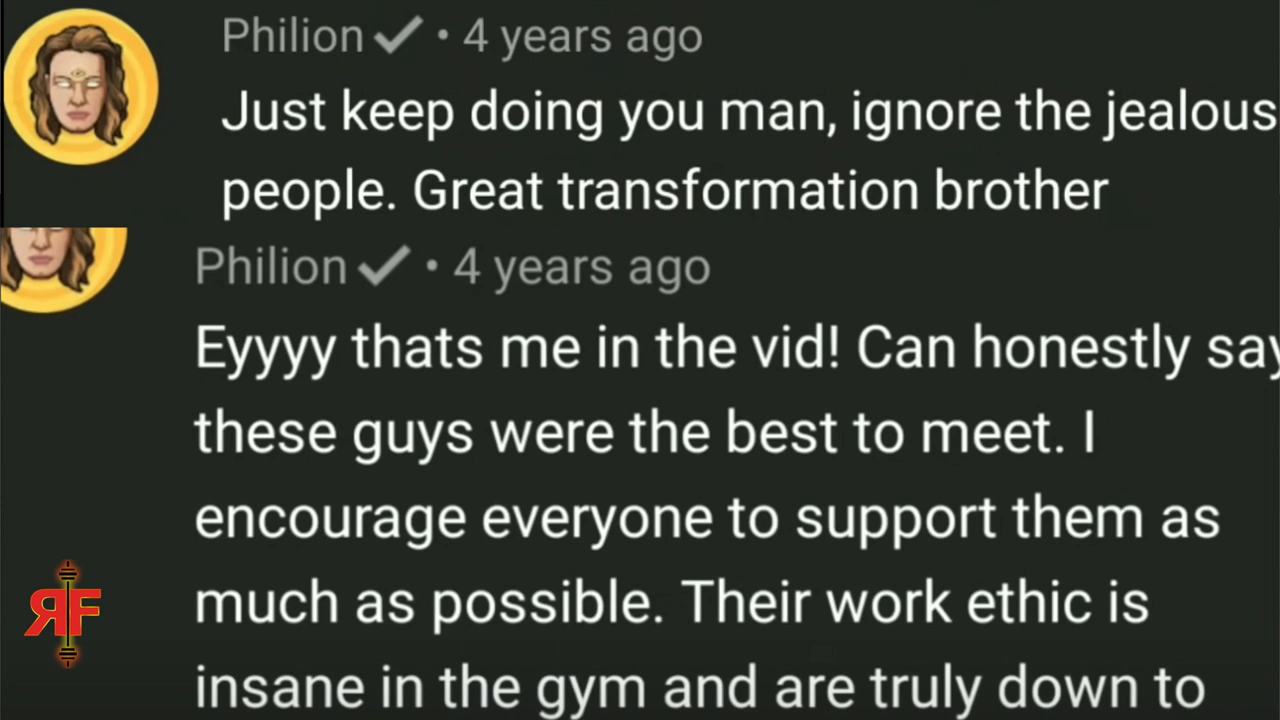 Philion ✔ • 4 years ago
Just keep doing you man, ignore the jealous
people. Great transformation brother
Philion ✔ • 4 years ago
Eyyyy thats me in the vid! Can honestly say
these guys were the best to meet. I
encourage everyone to support them as
much as possible. Their work ethic is
insane in the gym and are truly down to
ЯF